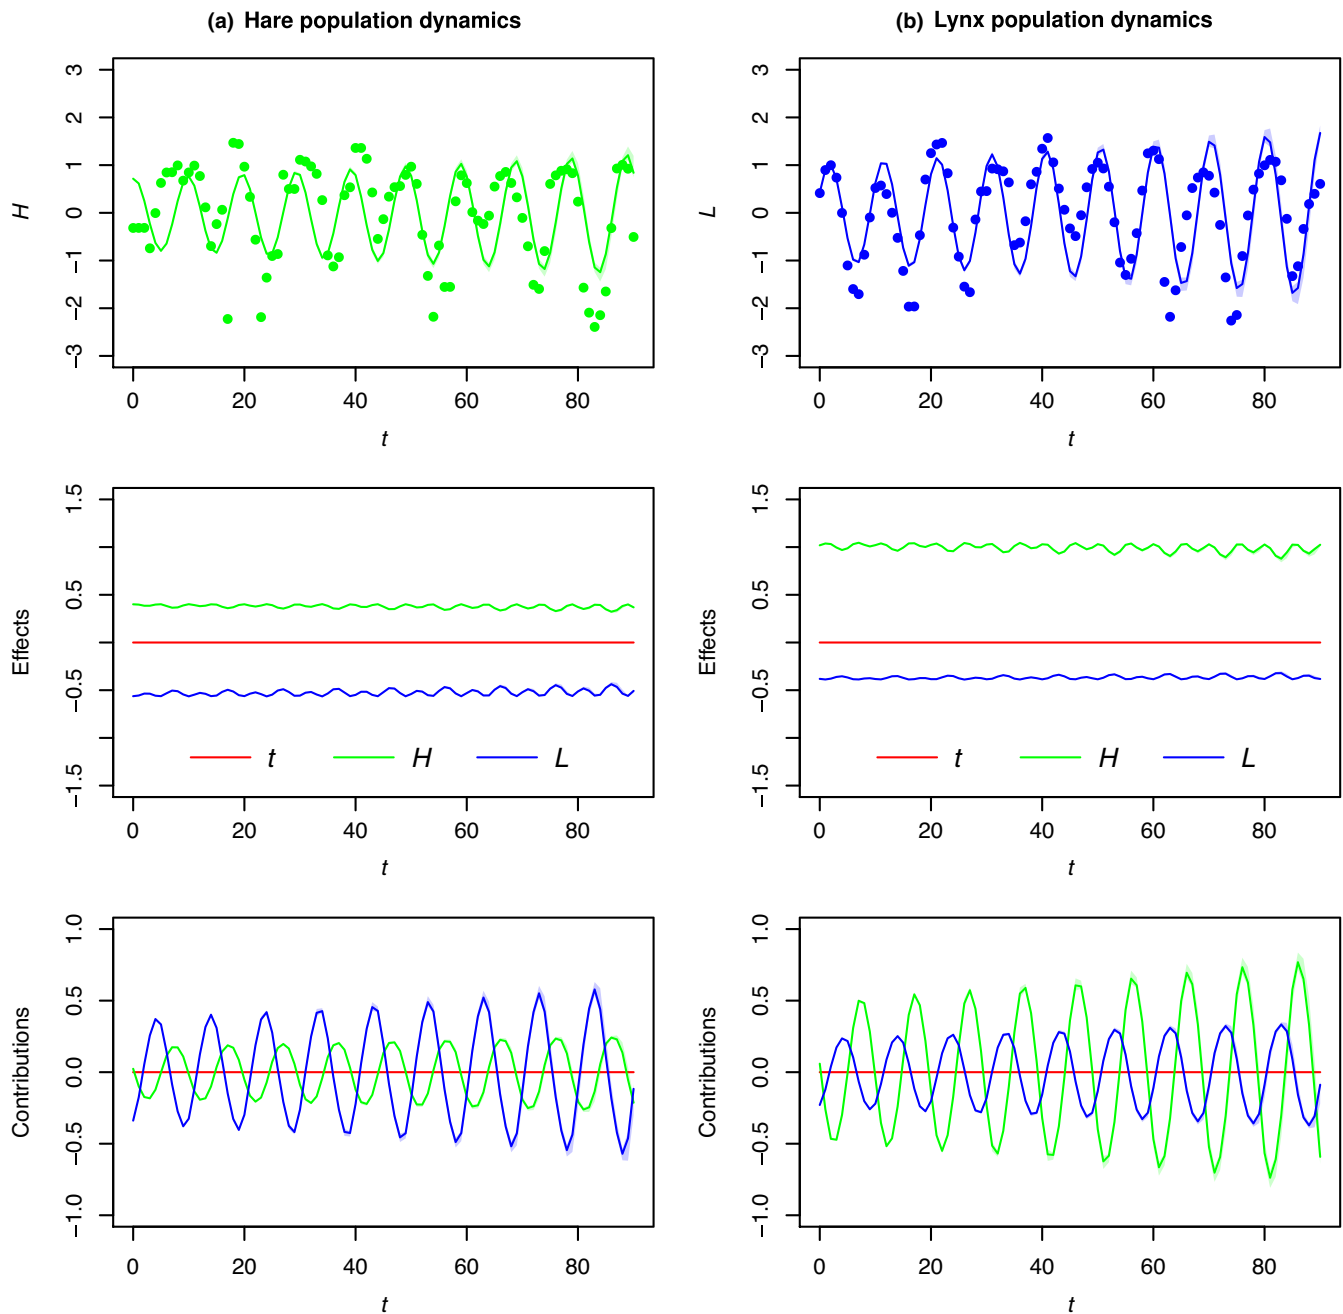 (a) Hare population dynamics
3
2
1
0
−1
−2
−3
H
0 20 40 60 80
t
(b) Lynx population dynamics
3
2
1
0
−1
−2
−3
L
0 20 40 60 80
t
1.5
0.5
−0.5
−1.5
Effects
t H L
0 20 40 60 80
t
1.5
0.5
−0.5
−1.5
Effects
t H L
0 20 40 60 80
t
1.0
0.5
0.0
−0.5
−1.0
Contributions
0 20 40 60 80
t
1.0
0.5
0.0
−0.5
−1.0
Contributions
0 20 40 60 80
t